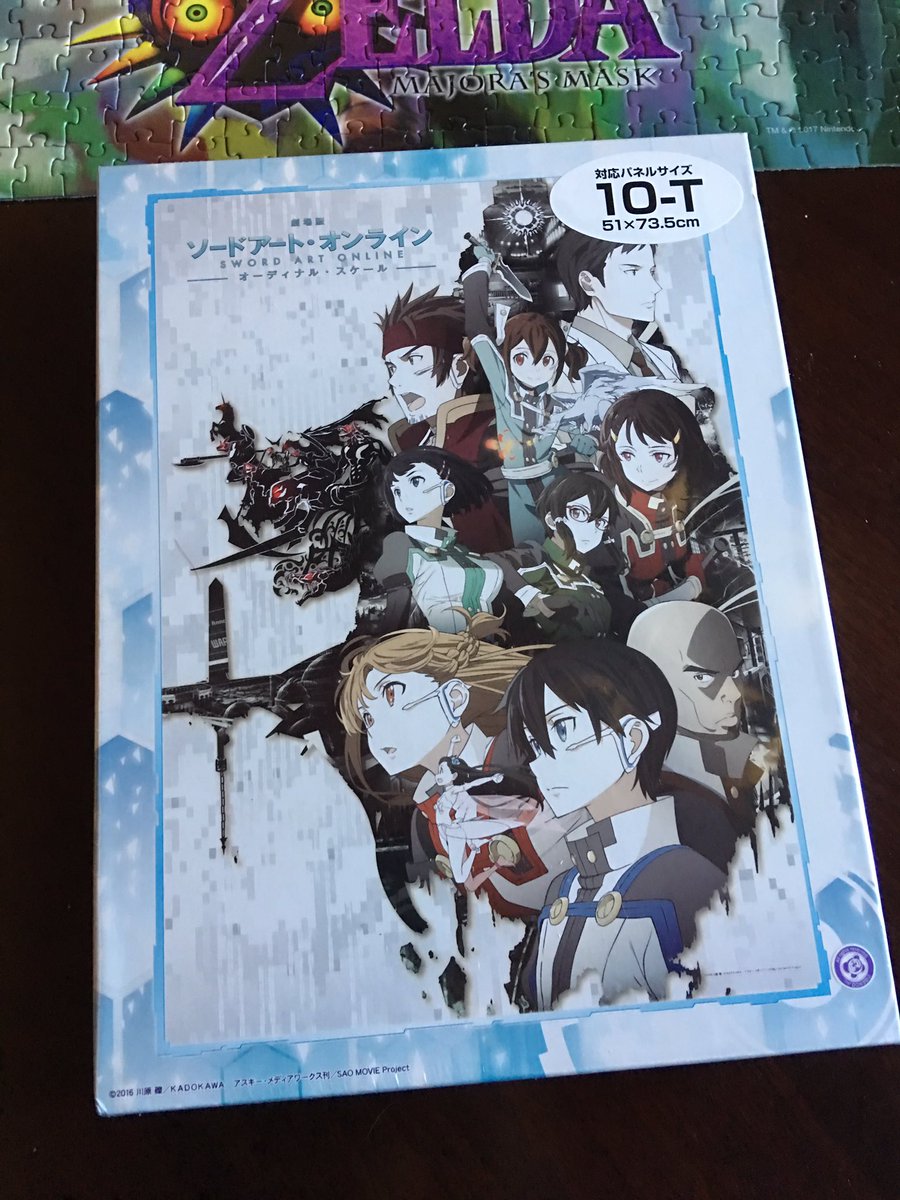 ZELDA
MAJORA'S MASK
TM & © 2017 Nintendo
対応パネルサイズ
10-T
51×73.5cm
劇場版
ソードアート・オンライン
SWORD ART ONLINE
オーディナル・スケール
©2016 川原 礫/KADOKAWA アスキー・メディアワークス刊/SAO MOVIE Project